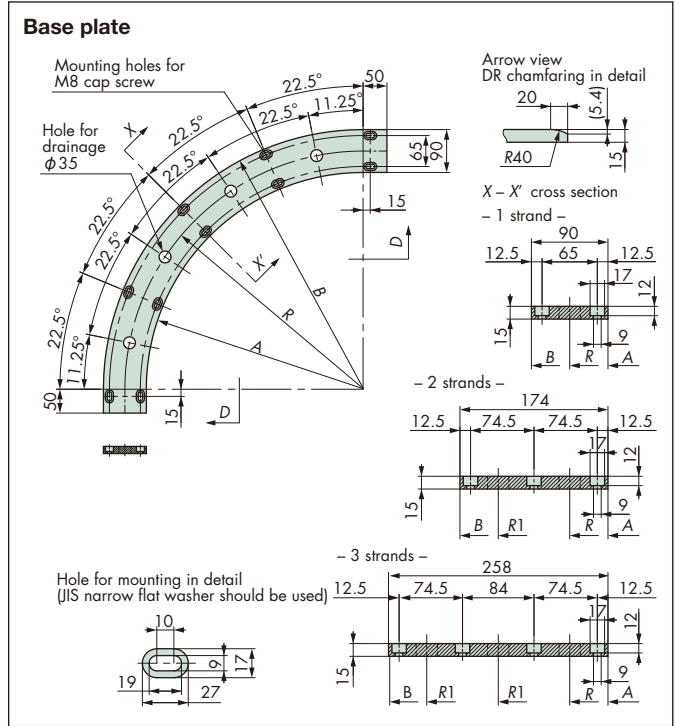 Base plate
Mounting holes for
M8 cap screw
22.5°
50
22.5°
11.25°
22.5°
X
Hole for
drainage
φ35
22.5°
65
90
15
22.5°
22.5°
X'
D
B
R
A
22.5°
11.25°
50
15
D
Arrow view
DR chamfaring in detail
20
(5.4)
R40
15
X – X' cross section
– 1 strand –
90
12.5
65
12.5
17
12
15
9
B
R
A
– 2 strands –
174
12.5
74.5
74.5
12.5
17
12
15
9
B
R1
R
A
– 3 strands –
258
12.5
74.5
84
74.5
12.5
17
12
15
9
B
R1
R1
R
A
Hole for mounting in detail
(JIS narrow flat washer should be used)
10
9
17
19
27